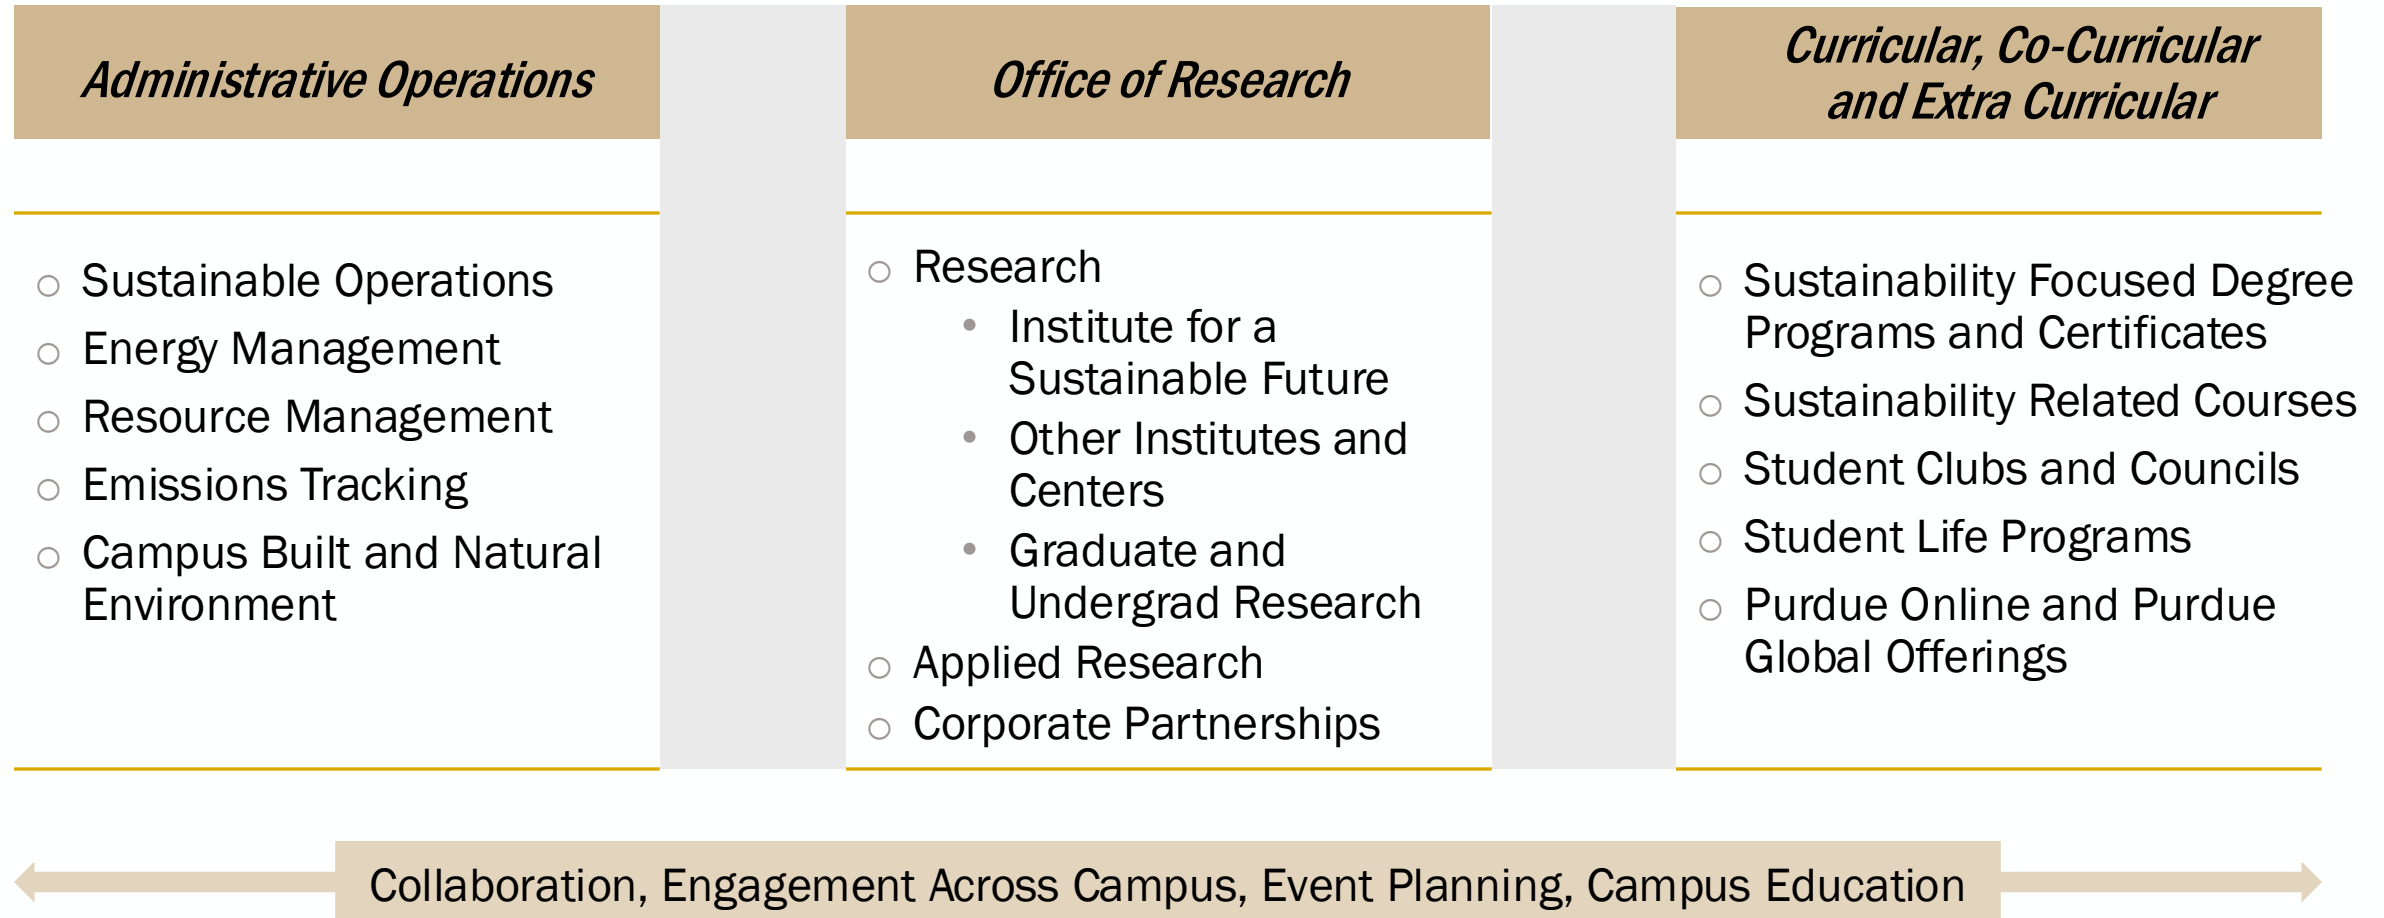 Administrative Operations
Sustainable Operations
Energy Management
Resource Management
Emissions Tracking
Campus Built and Natural
Environment
Office of Research
Research
Institute for a
Sustainable Future
Other Institutes and
Centers
Graduate and
Undergrad Research
Applied Research
Corporate Partnerships
Curricular, Co-Curricular
and Extra Curricular
Sustainability Focused Degree
Programs and Certificates
Sustainability Related Courses
Student Clubs and Councils
Student Life Programs
Purdue Online and Purdue
Global Offerings
Collaboration, Engagement Across Campus, Event Planning, Campus Education